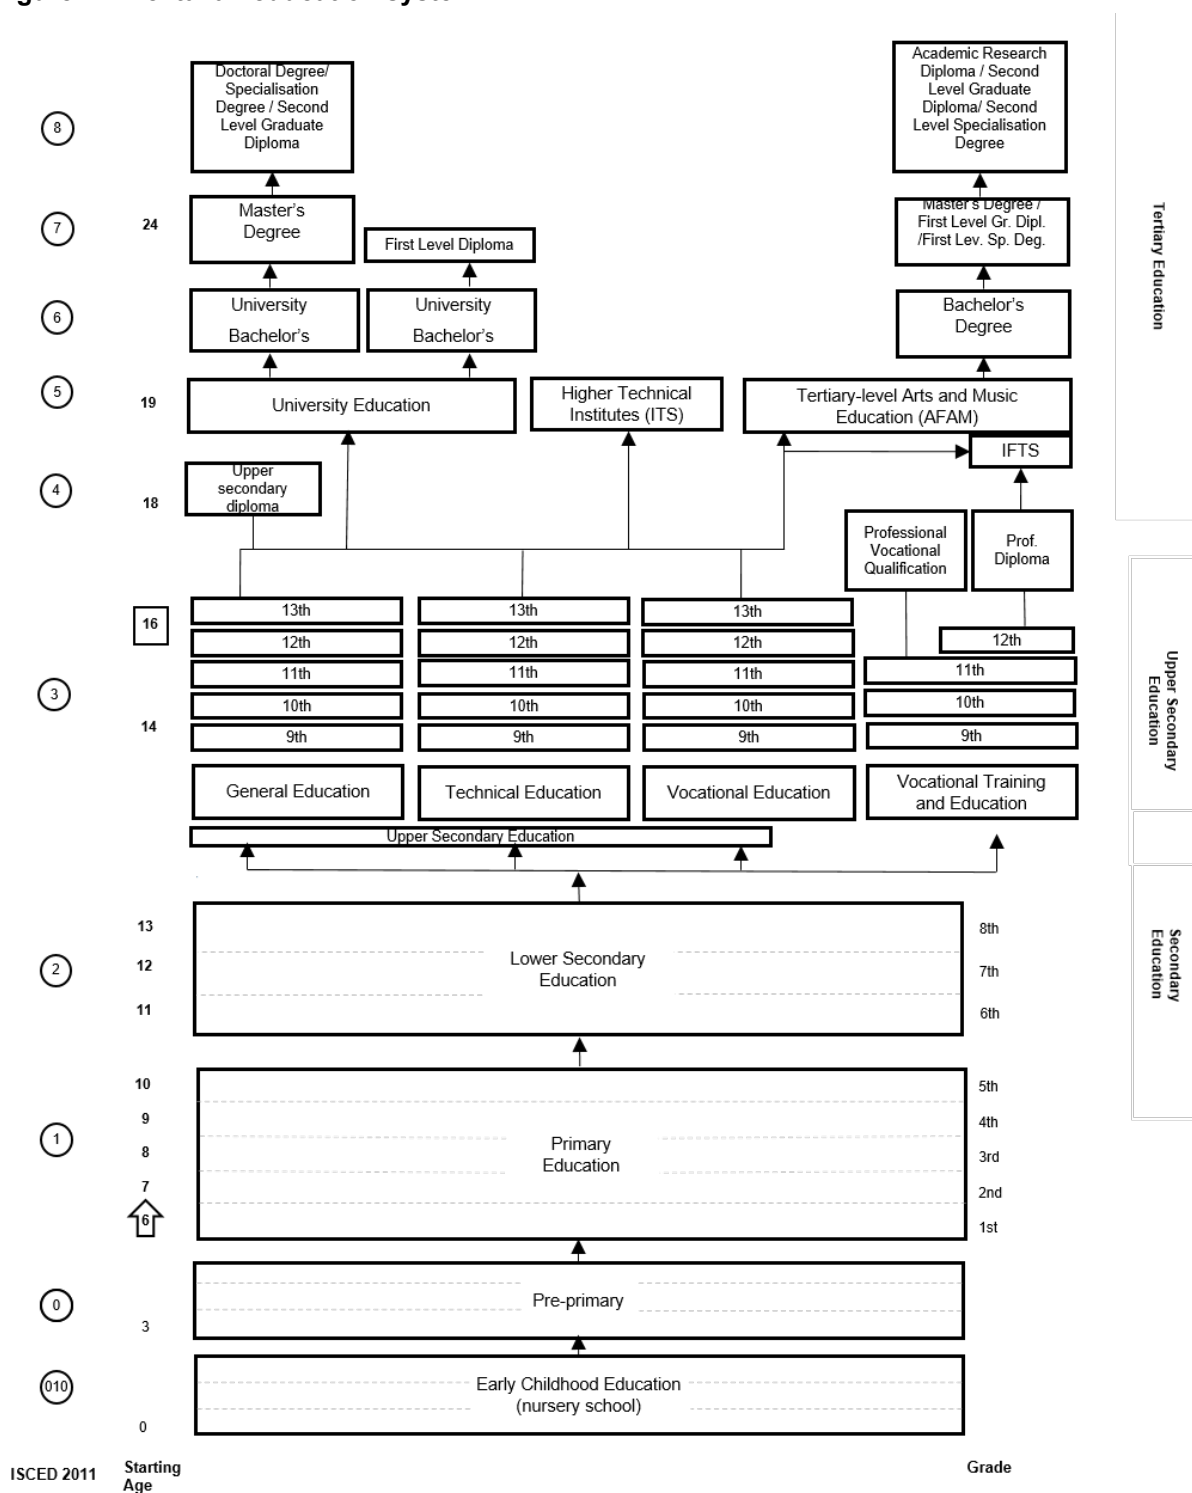 Doctoral Degree/
Specialisation
Degree / Second
Level Graduate
Diploma
Academic Research
Diploma / Second
Level Graduate
Diploma/ Second
Level Specialisation
Degree
8
Master's
Degree
First Level Diploma
Master's Degree /
First Level Gr. Dipl.
/First Lev. Sp. Deg.
7
24
Tertiary Education
University
Bachelor's
University
Bachelor's
Bachelor's
Degree
6
5
19
University Education
Higher Technical
Institutes (ITS)
Tertiary-level Arts and Music
Education (AFAM)
IFTS
4
18
Upper
secondary
diploma
Professional
Vocational
Qualification
Prof.
Diploma
16
13th
13th
13th
12th
12th
12th
12th
11th
11th
11th
11th
3
10th
10th
10th
10th
14
9th
9th
9th
9th
Upper Secondary
Education
General Education
Technical Education
Vocational Education
Vocational Training
and Education
Upper Secondary Education
13
8th
12
7th
2
Lower Secondary
Education
11
6th
Secondary
Education
10
5th
9
4th
1
8
Primary
Education
3rd
7
2nd
6
1st
0
Pre-primary
3
010
Early Childhood Education
(nursery school)
0
ISCED 2011
Starting
Age
Grade